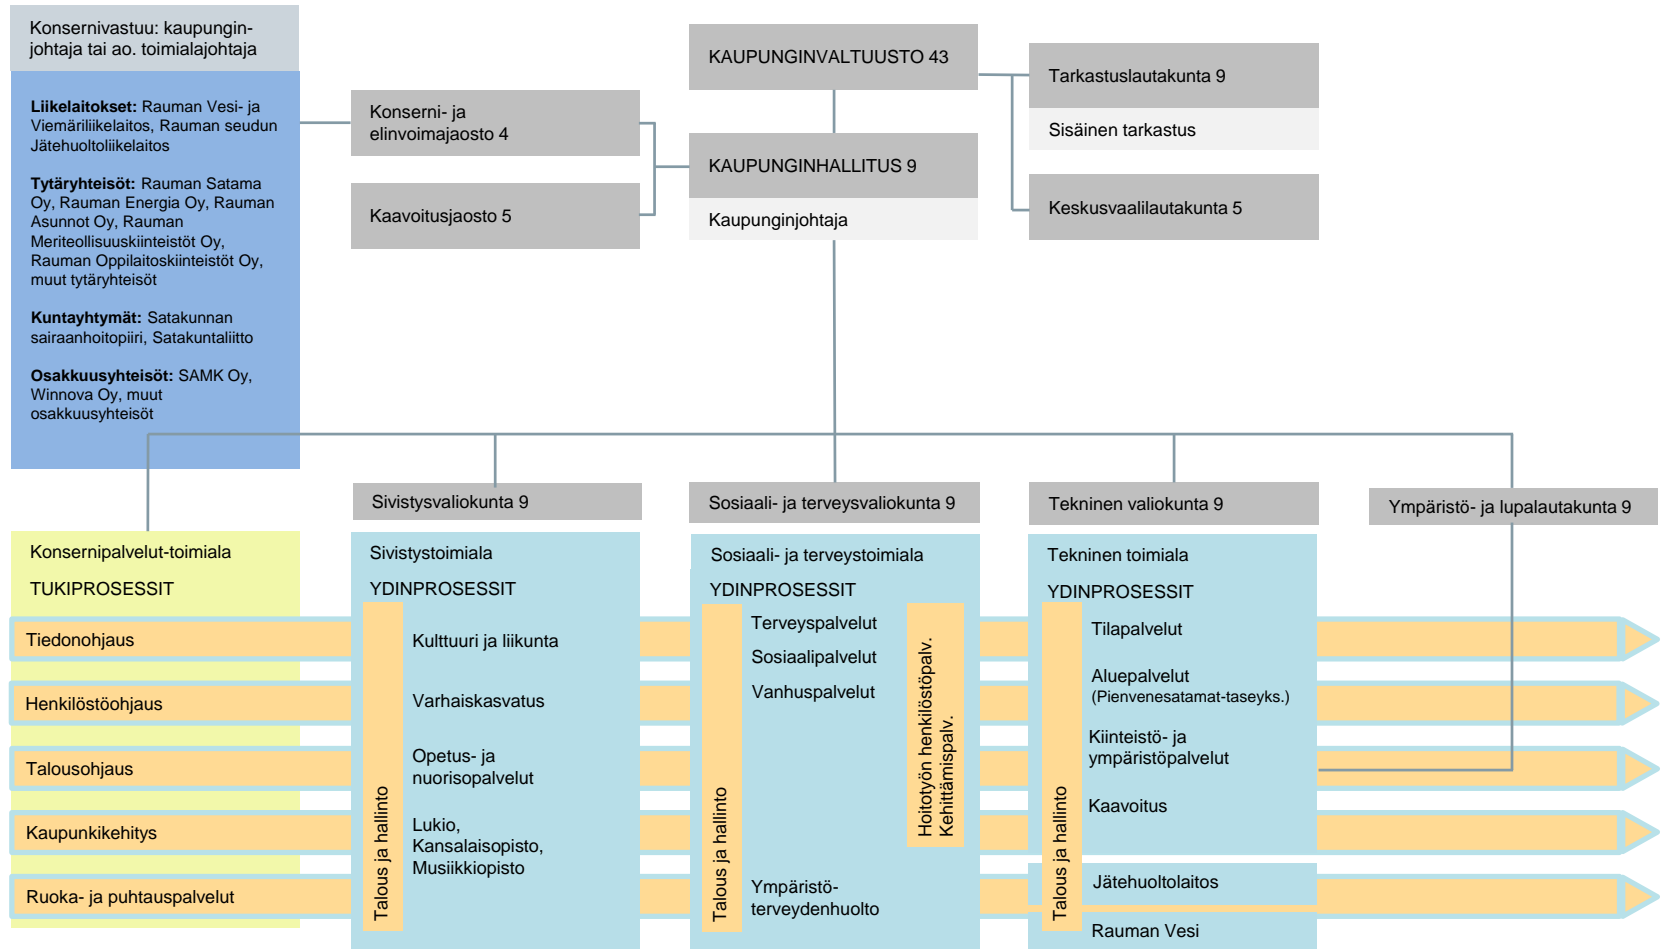 Konsernivastuu: kaupungin-
johtaja tai ao. toimialajohtaja
Liikelaitokset: Rauman Vesi- ja
Viemäriliikelaitos, Rauman seudun
Jätehuoltoliikelaitos
Tytäryhteisöt: Rauman Satama
Oy, Rauman Energia Oy, Rauman
Asunnot Oy, Rauman
Meriteollisuuskiinteistöt Oy,
Rauman Oppilaitoskiinteistöt Oy,
muut tytäryhteisöt
Kuntayhtymät: Satakunnan
sairaanhoitopiiri, Satakuntaliitto
Osakkuusyhteisöt: SAMK Oy,
Winnova Oy, muut
osakkuusyhteisöt
Konserni- ja
elinvoimajaosto 4
Kaavoitusjaosto 5
KAUPUNGINVALTUUSTO 43
KAUPUNGINHALLITUS 9
Kaupunginjohtaja
Tarkastuslautakunta 9
Sisäinen tarkastus
Keskusvaalilautakunta 5
Sivistysvaliokunta 9
Sosiaali- ja terveysvaliokunta 9
Tekninen valiokunta 9
Ympäristö- ja lupalautakunta 9
Konsernipalvelut-toimiala
TUKIPROSESSIT
Tiedonohjaus
Henkilöstöohjaus
Talousohjaus
Kaupunkikehitys
Ruoka- ja puhtauspalvelut
Sivistystoimiala
YDINPROSESSIT
Talous ja hallinto
Kulttuuri ja liikunta
Varhaiskasvatus
Opetus- ja
nuorisopalvelut
Lukio,
Kansalaisopisto,
Musiikkiopisto
Sosiaali- ja terveystoimiala
YDINPROSESSIT
Talous ja hallinto
Terveyspalvelut
Sosiaalipalvelut
Vanhuspalvelut
Ympäristö-
terveydenhuolto
Hoitotyön henkilöstöpalv.
Kehittämispalv.
Tekninen toimiala
YDINPROSESSIT
Talous ja hallinto
Tilapalvelut
Aluepalvelut
(Pienvenesatamat-taseyks.)
Kiinteistö- ja
ympäristöpalvelut
Kaavoitus
Jätehuoltolaitos
Rauman Vesi